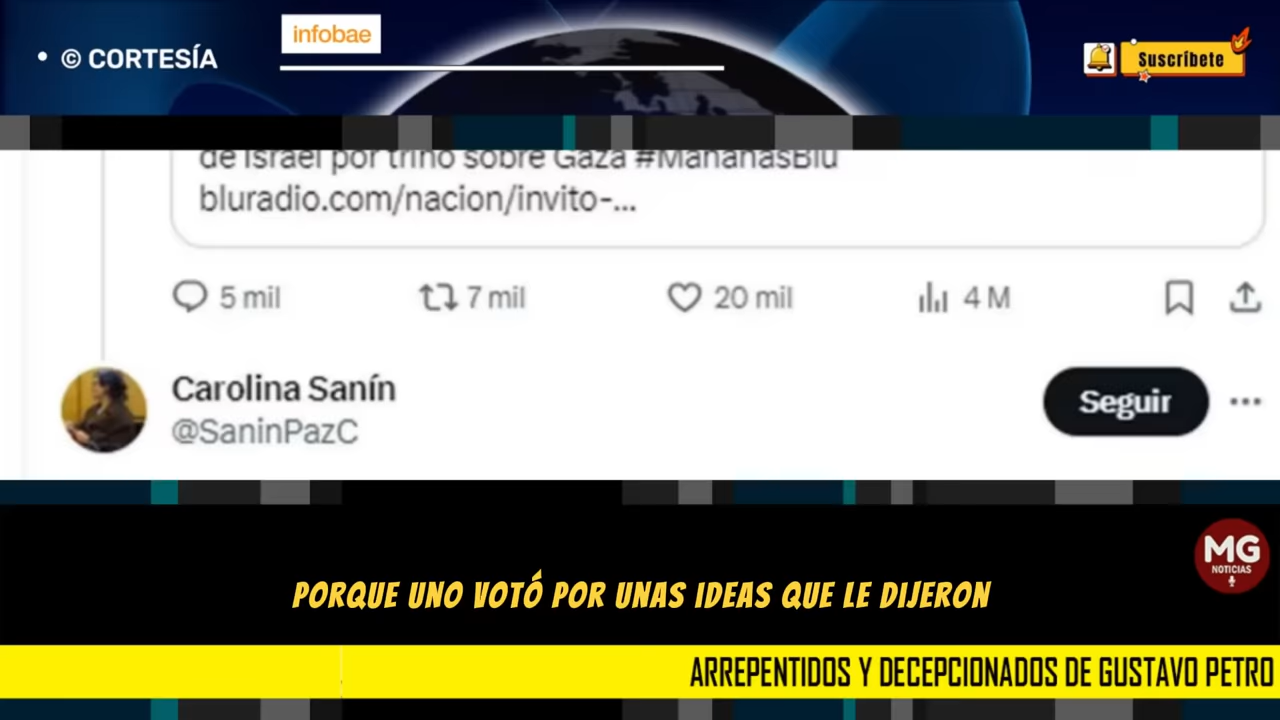 • © CORTESÍA
infobae
Suscríbete
de Israel por trino sobre Gaza #MañanasBlu
bluradio.com/nacion/invito-...
5 mil
7 mil
20 mil
4 M
Carolina Sanín
@SaninPazC
Seguir
MG
NOTICIAS
PORQUE UNO VOTÓ POR UNAS IDEAS QUE LE DIJERON
ARREPENTIDOS Y DECEPCIONADOS DE GUSTAVO PETRO